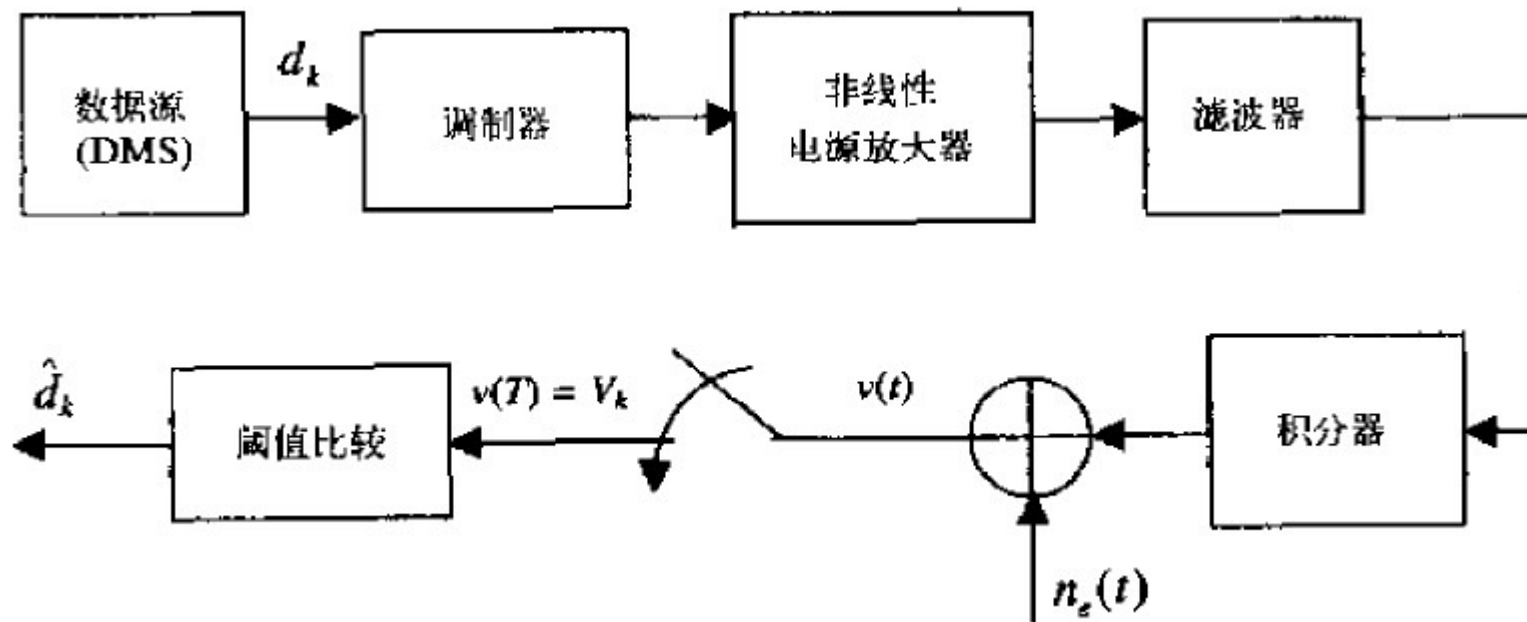 数据源
(DMS)
d_k
调制器
非线性
电源放大器
滤波器
积分器
n_e(t)
v(t)
v(T) = V_k
阈值比较
\hat{d}_k